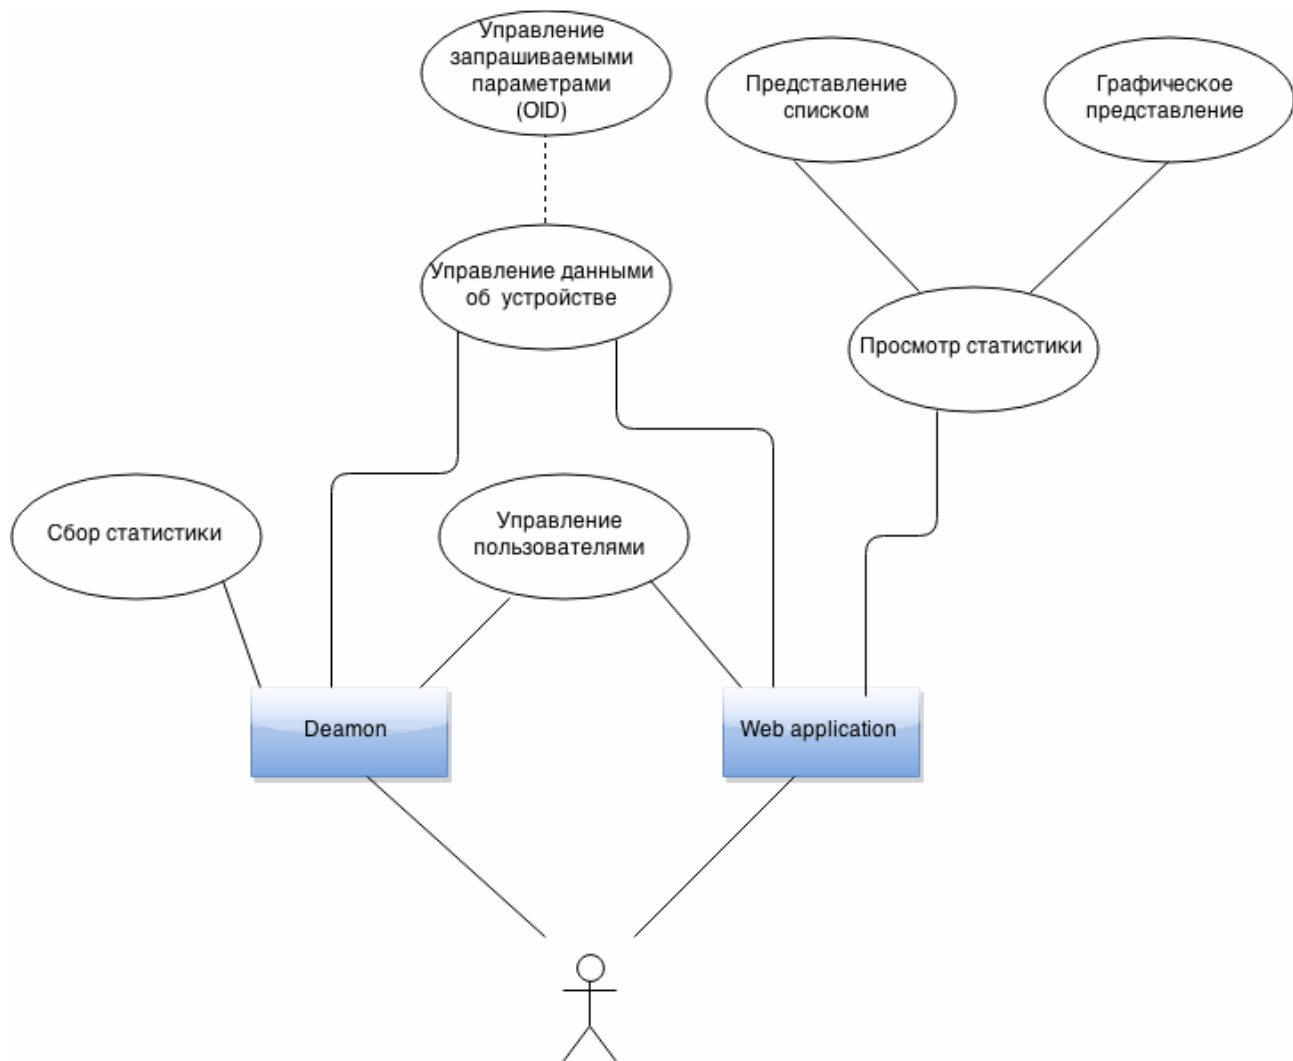 Управление
запрашиваемыми
параметрами
(OID)
Представление
списком
Графическое
представление
Управление данными
об устройстве
Просмотр статистики
Сбор статистики
Управление
пользователями
Deamon
Web application